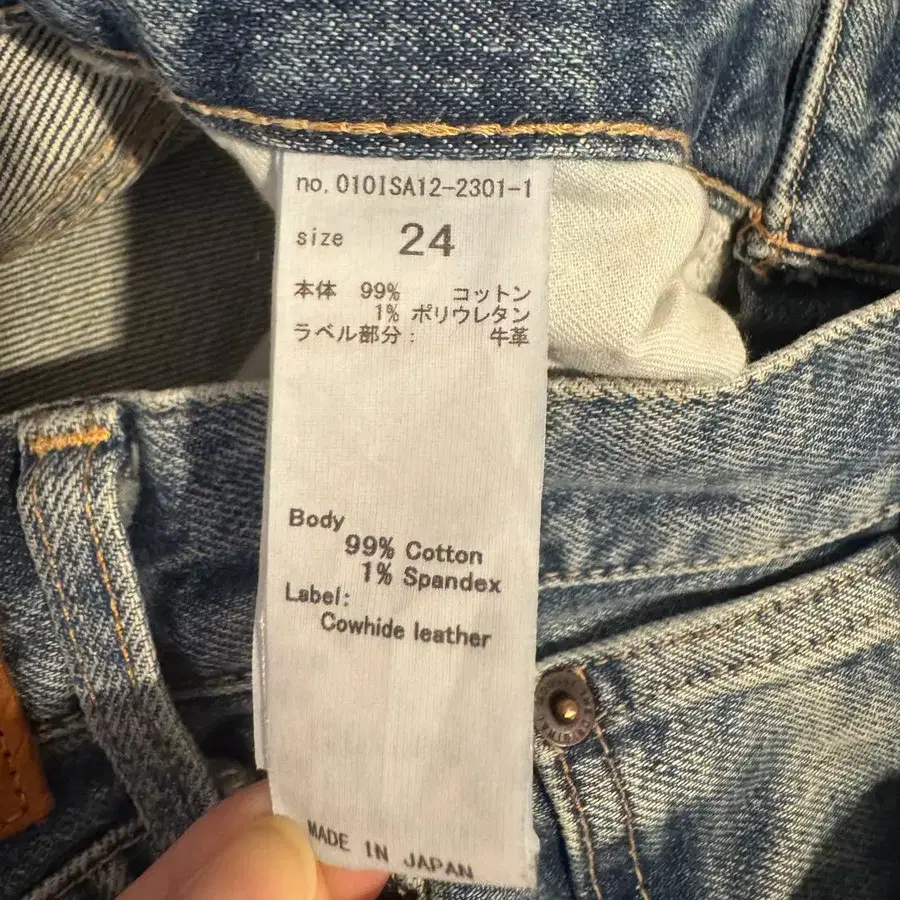 no. 010ISA12-2301-1
size 24
本体 99% コットン
1% ポリウレタン
ラベル部分: 牛革
Body
99% Cotton
1% Spandex
Label:
Cowhide leather
MADE IN JAPAN